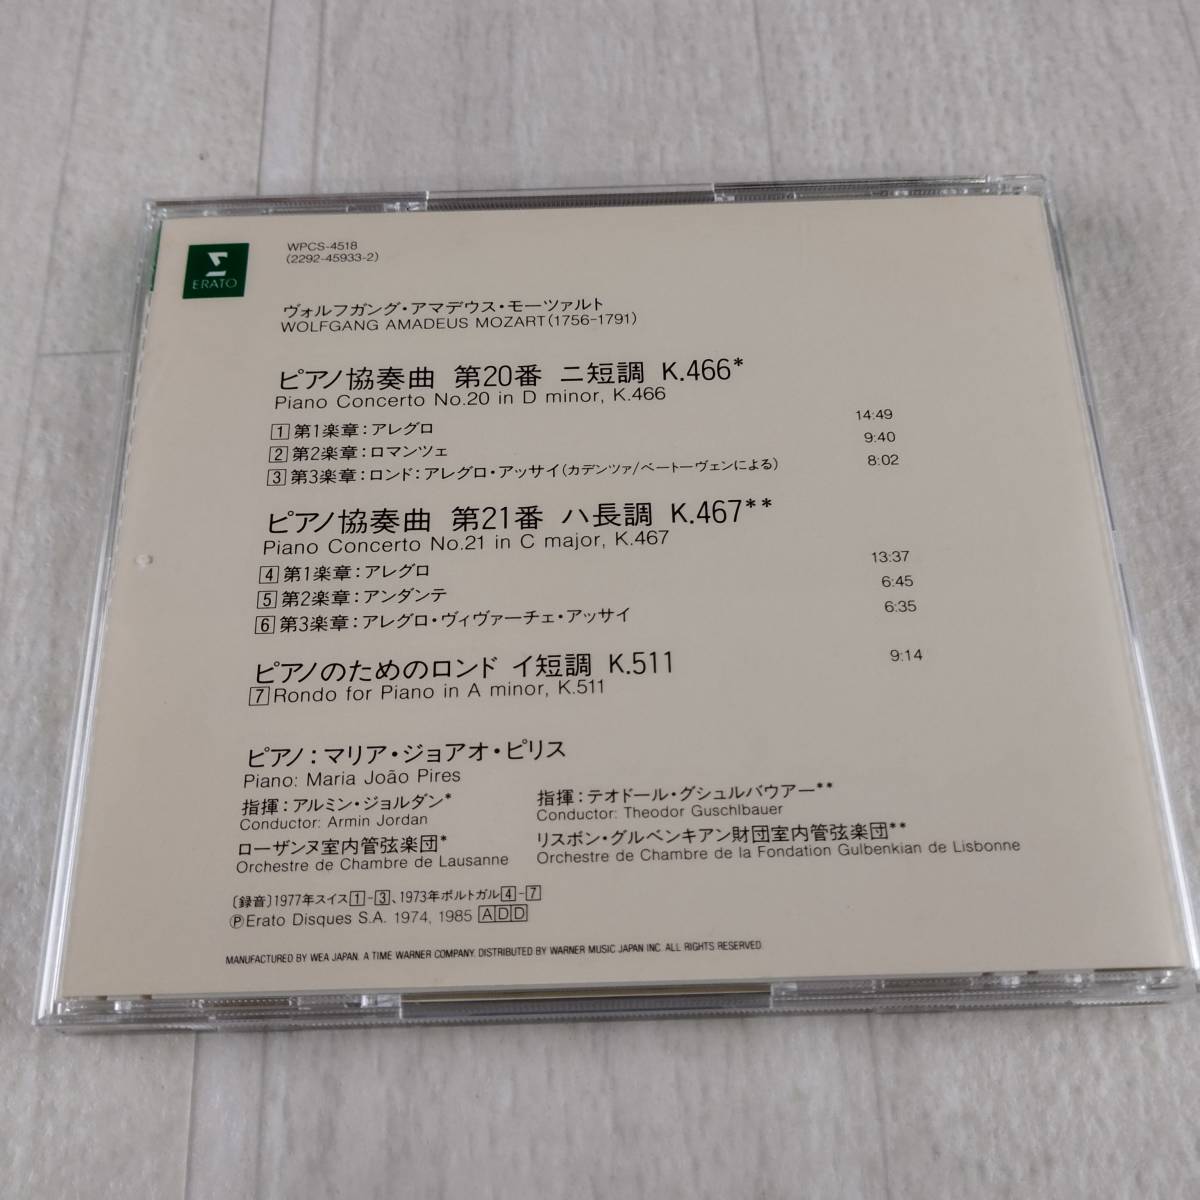 ERATO
WPCS-4518
(2292-45933-2)
ヴォルフガング・アマデウス・モーツァルト
WOLFGANG AMADEUS MOZART(1756-1791)
ピアノ協奏曲 第20番 ニ短調 K.466*
Piano Concerto No.20 in D minor, K.466
1 第1楽章：アレグロ 14:49
2 第2楽章：ロマンツェ 9:40
3 第3楽章：ロンド：アレグロ・アッサイ(カデンツァ/ベートーヴェンによる) 8:02
ピアノ協奏曲 第21番 ハ長調 K.467**
Piano Concerto No.21 in C major, K.467
4 第1楽章：アレグロ 13:37
5 第2楽章：アンダンテ 6:45
6 第3楽章：アレグロ・ヴィヴァーチェ・アッサイ 6:35
ピアノのためのロンド イ短調 K.511 9:14
7 Rondo for Piano in A minor, K.511
ピアノ：マリア・ジョアオ・ピリス
Piano: Maria João Pires
指揮：アルミン・ジョルダン*
Conductor: Armin Jordan
ローザンヌ室内管弦楽団*
Orchestre de Chambre de Lausanne
指揮：テオドール・グシュルバウアー**
Conductor: Theodor Guschlbauer
リスボン・グルベンキアン財団室内管弦楽団**
Orchestre de Chambre de la Fondation Gulbenkian de Lisbonne
〔録音〕1977年スイス1-3、1973年ポルトガル4-7
ⓅErato Disques S.A. 1974, 1985 ADD
MANUFACTURED BY WEA JAPAN. A TIME WARNER COMPANY. DISTRIBUTED BY WARNER MUSIC JAPAN INC. ALL RIGHTS RESERVED.